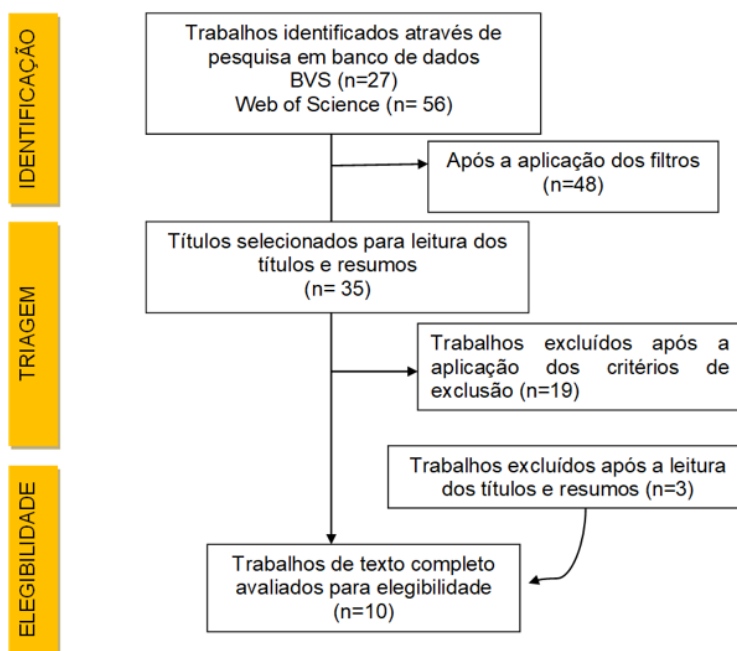 IDENTIFICAÇÃO
Trabalhos identificados através de
pesquisa em banco de dados
BVS (n=27)
Web of Science (n= 56)
Após a aplicação dos filtros
(n=48)
TRIAGEM
Títulos selecionados para leitura dos
títulos e resumos
(n= 35)
Trabalhos excluídos após a
aplicação dos critérios de
exclusão (n=19)
ELEGIBILIDADE
Trabalhos excluídos após a leitura
dos títulos e resumos (n=3)
Trabalhos de texto completo
avaliados para elegibilidade
(n=10)